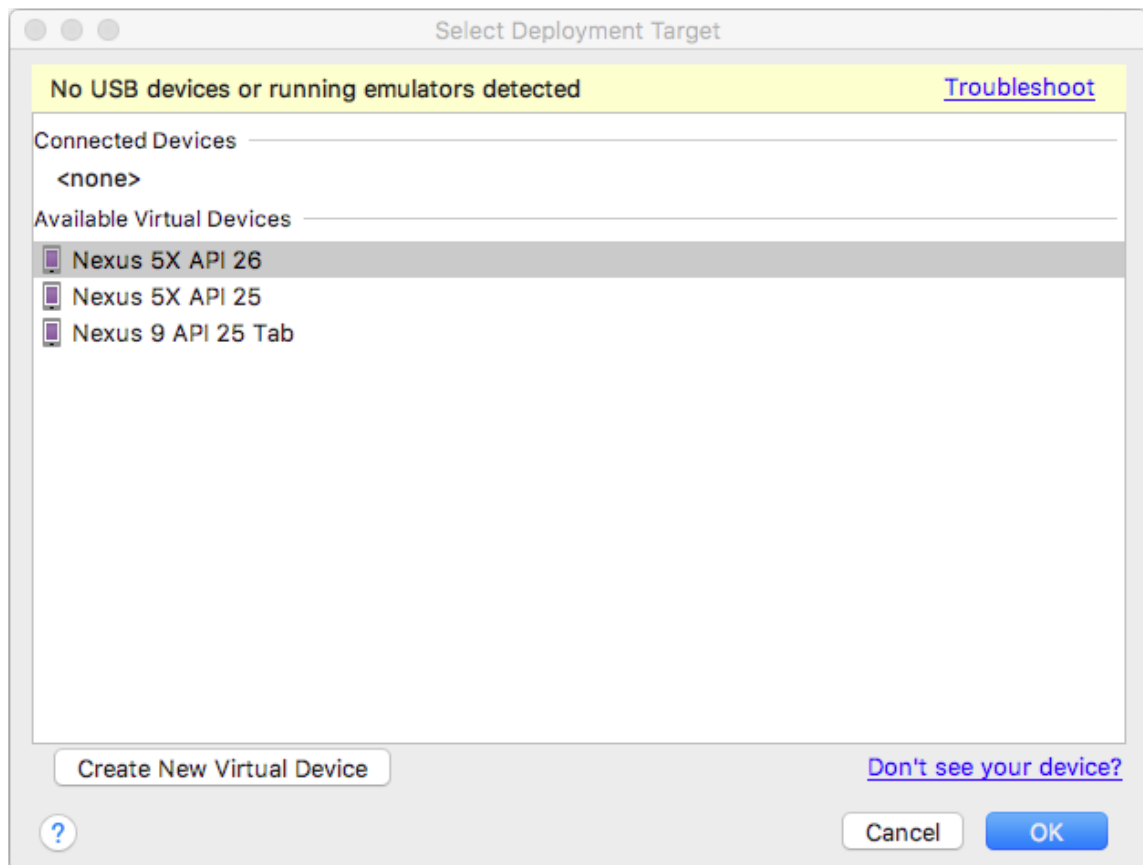 Select Deployment Target
No USB devices or running emulators detected Troubleshoot
Connected Devices
<none>
Available Virtual Devices
Nexus 5X API 26
Nexus 5X API 25
Nexus 9 API 25 Tab
Create New Virtual Device Don't see your device?
? Cancel OK